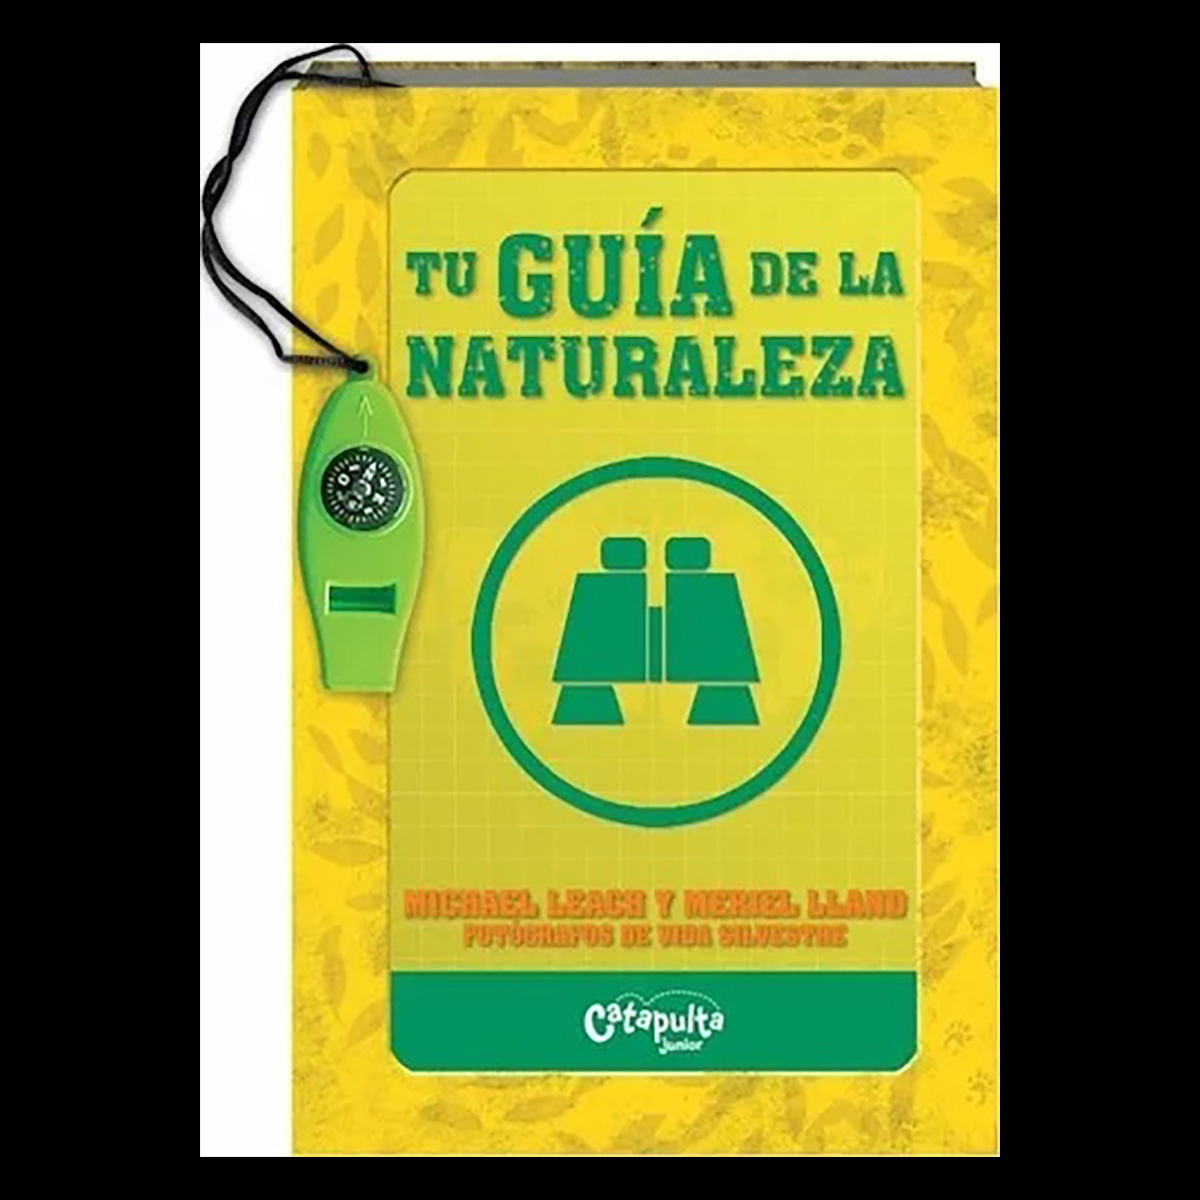 TU GUÍA DE LA
NATURALEZA
MICHAEL LEACH Y MERIEL LLAND
FOTÓGRAFOS DE VIDA SILVESTRE
Catapulta
junior